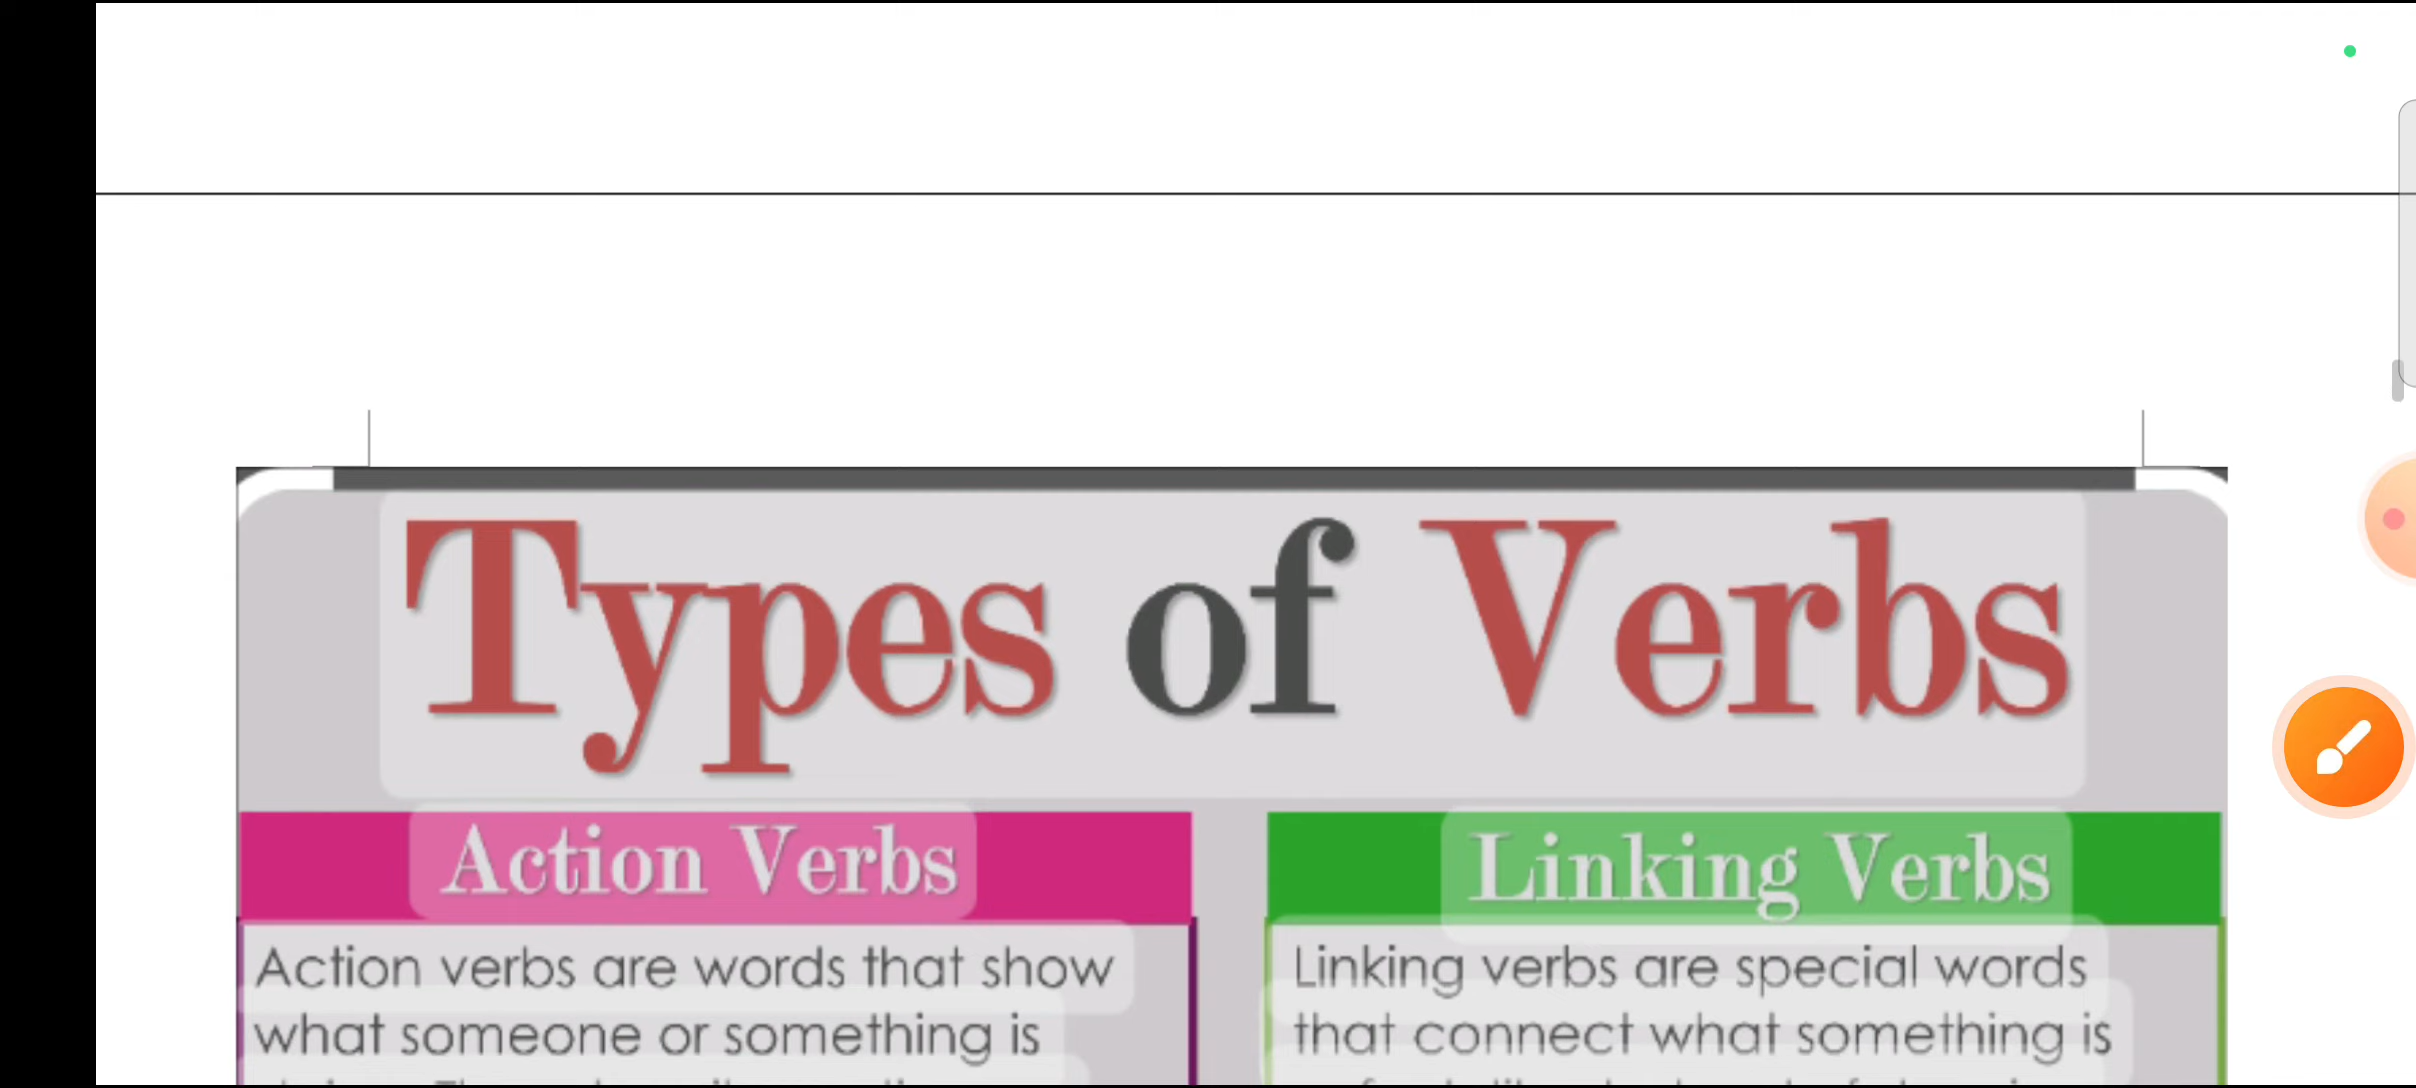 Types of Verbs
Action Verbs
Action verbs are words that show
what someone or something is
Linking Verbs
Linking verbs are special words
that connect what something is